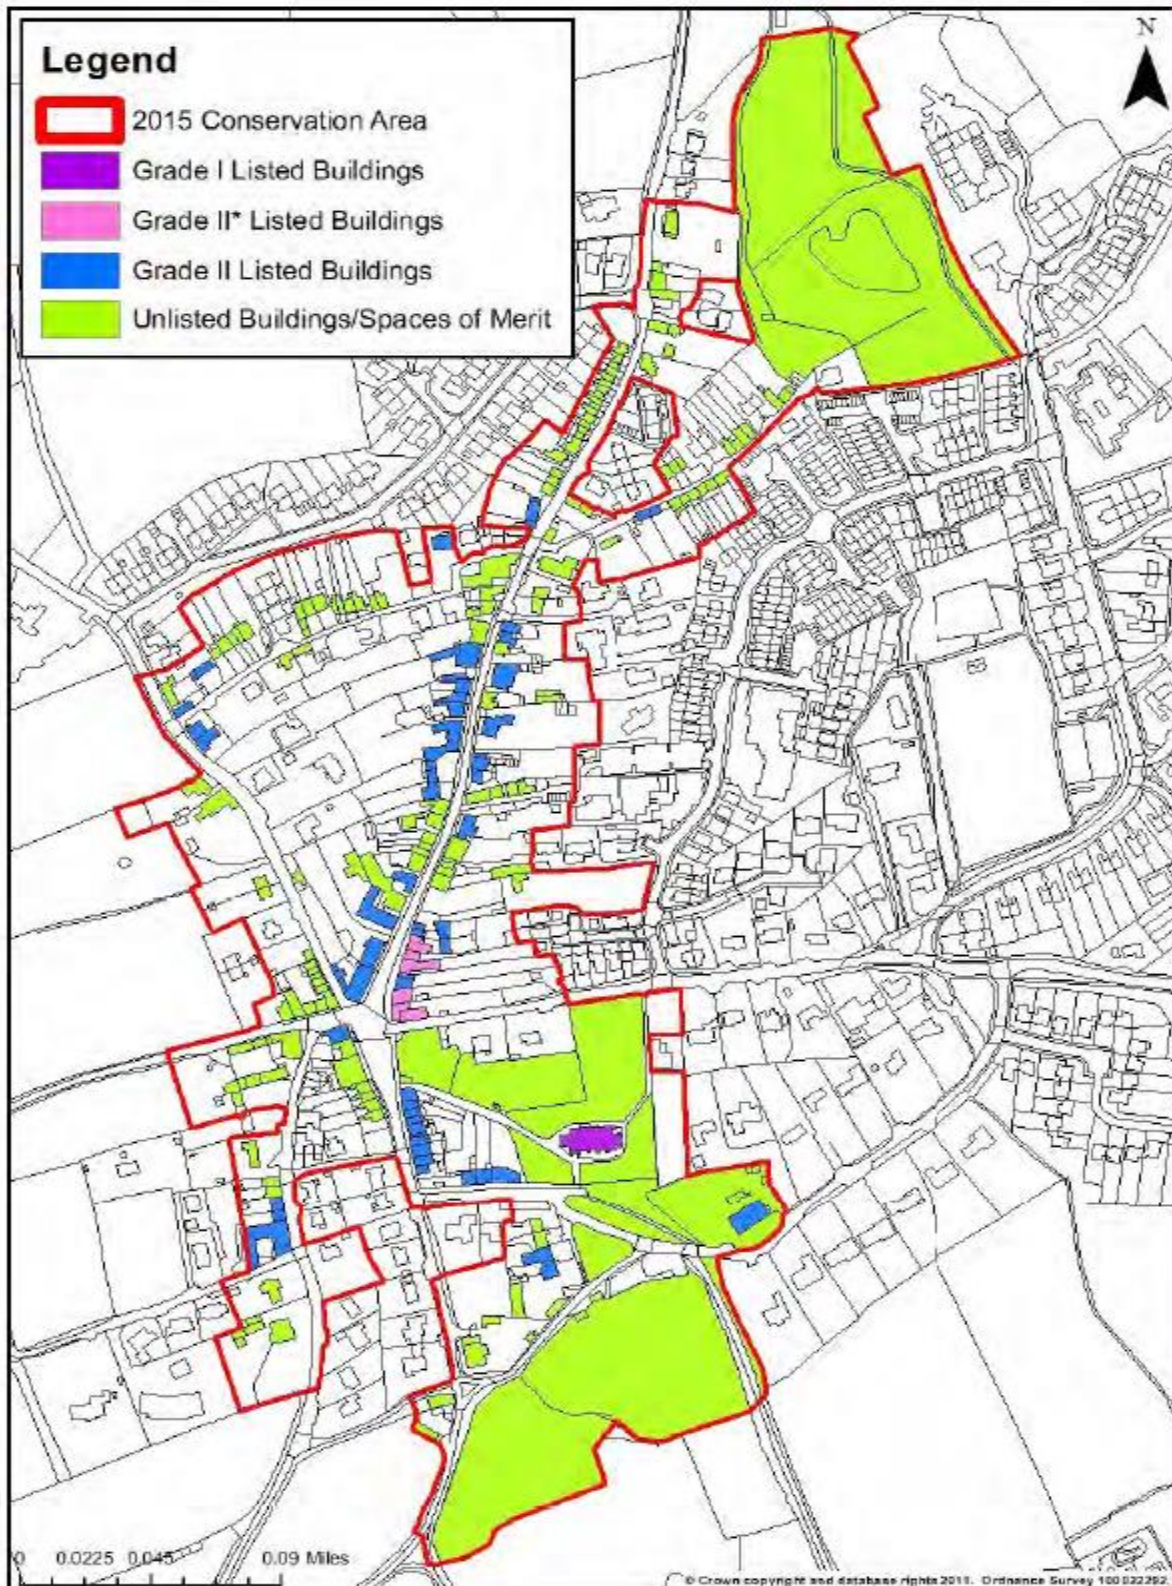 Legend
2015 Conservation Area
Grade I Listed Buildings
Grade II* Listed Buildings
Grade II Listed Buildings
Unlisted Buildings/Spaces of Merit
N
0 0.0225 0.045 0.09 Miles
© Crown copyright and database rights 2011. Ordnance Survey 100022292